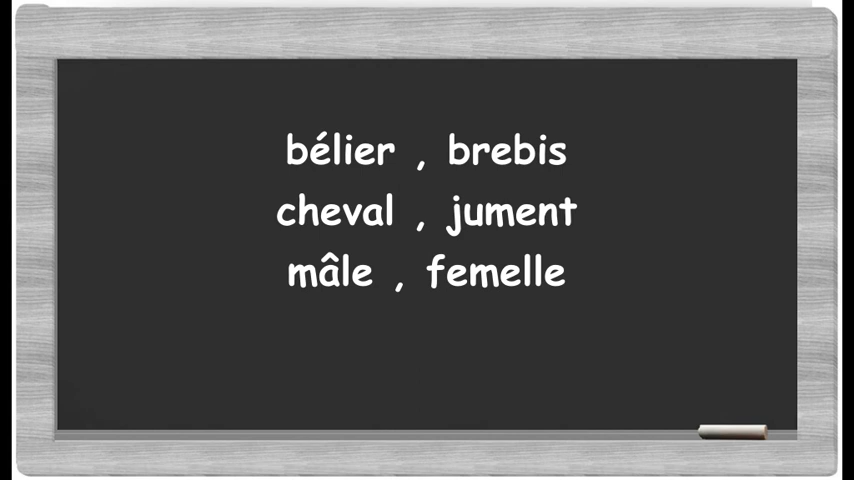 bélier , brebis
cheval , jument
mâle , femelle